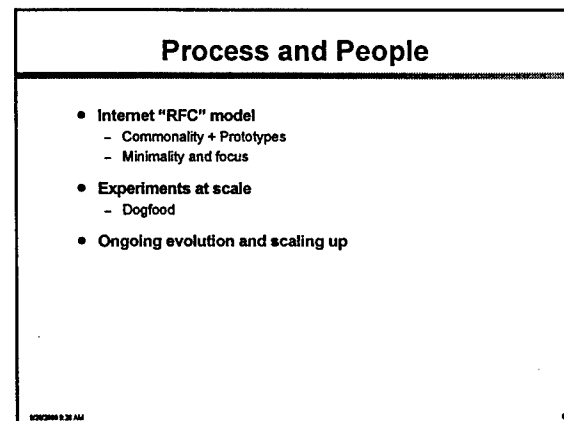 Process and People
• Internet "RFC" model
– Commonality + Prototypes
– Minimality and focus
• Experiments at scale
– Dogfood
• Ongoing evolution and scaling up
AM